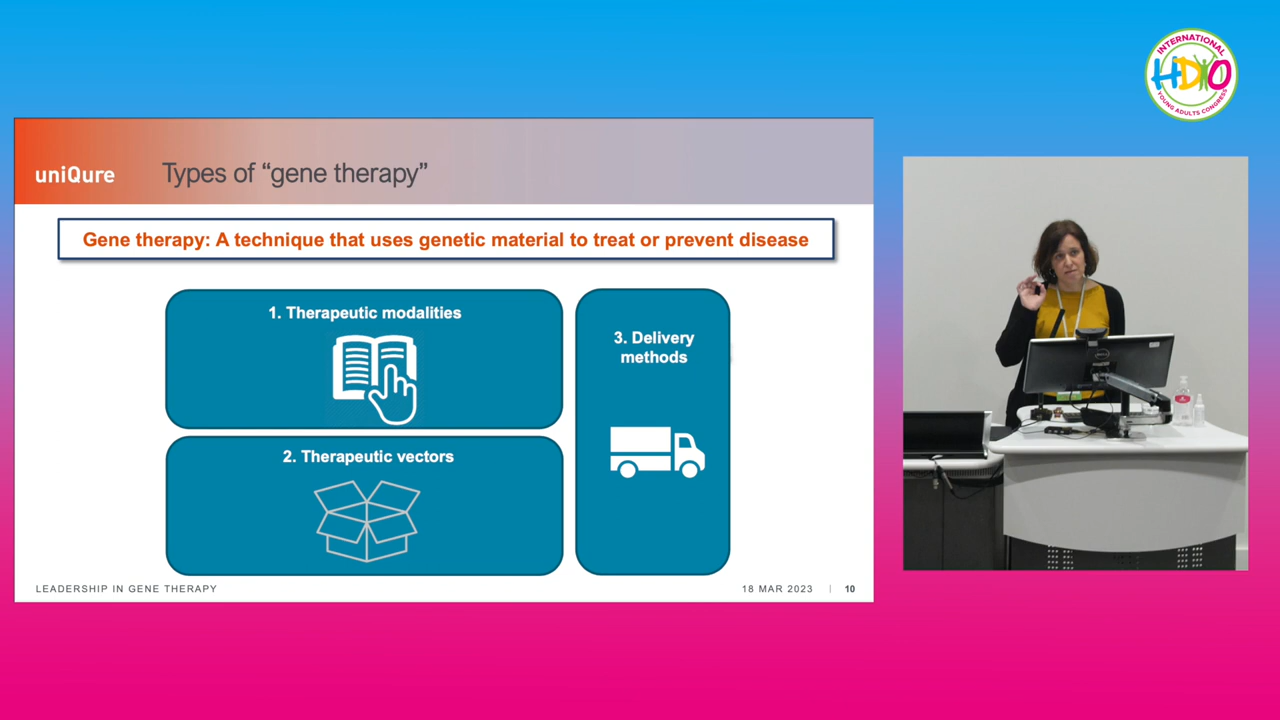 INTERNATIONAL
HDYO
YOUNG ADULTS CONGRESS
uniQure
Types of “gene therapy”
Gene therapy: A technique that uses genetic material to treat or prevent disease
1. Therapeutic modalities
2. Therapeutic vectors
3. Delivery
methods
LEADERSHIP IN GENE THERAPY
18 MAR 2023 | 10